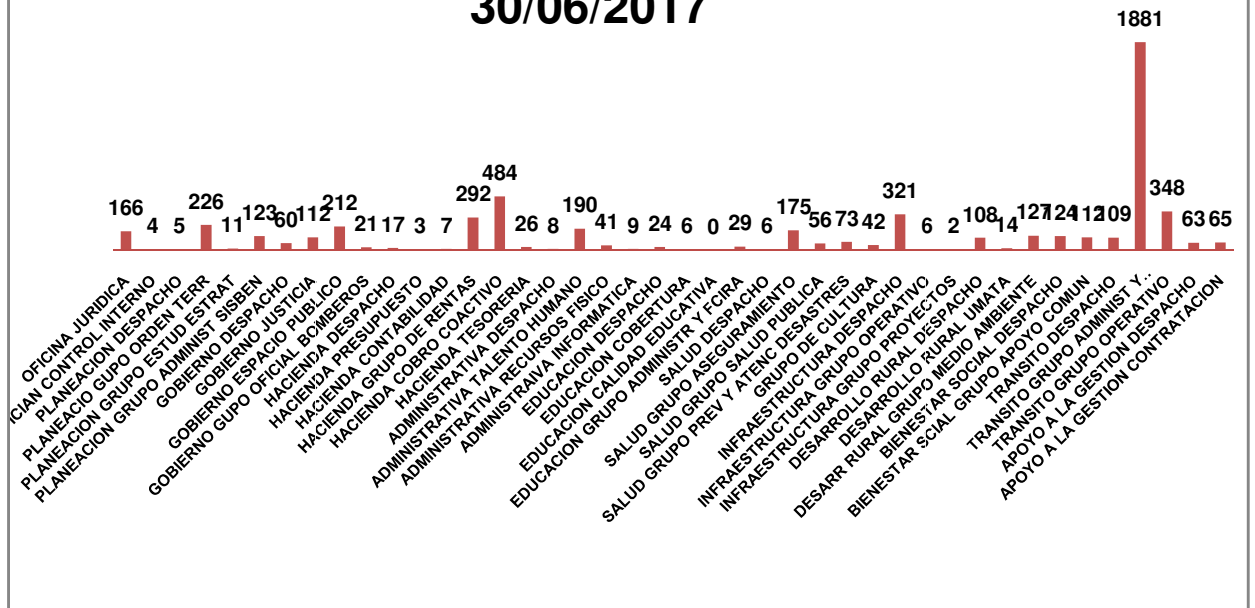 30/06/2017
166
4
5
226
11
123
60
112
212
21
17
3
7
292
484
26
8
190
41
9
24
6
0
29
6
175
56
73
42
321
6
2
108
14
127
124
112
109
1881
348
63
65
OFICINA JURIDICA
ICIAN CONTROL INTERNO
PLANEACION DESPACHO
PLANEACIO GUPO ORDEN TERR
PLANEACION GRUPO ESTUD ESTRAT
PLANEACION GRUPO ADMINIST SISBEN
GOBIERNO DESPACHO
GOBIERNO JUSTICIA
GOBIERNO ESPACIO PUBLICO
GOBIERNO GUPO OFICIAL BOMBEROS
HACIENDA DESPACHO
HACIENDA PRESUPUESTO
HACIENDA CONTABILIDAD
HACIENDA GRUPO DE RENTAS
HACIENDA COBRO COACTIVO
HACIENDA TESORERIA
ADMINISTRATIVA DESPACHO
ADMINISTRATIVA TALENTO HUMANO
ADMINISTRATIVA RECURSOS FISICO
ADMINISTRAIVA INFORMATICA
EDUCACION DESPACHO
EDUCACION COBERTURA
EDUCACION CALIDAD EDUCATIVA
EDUCACION GRUPO ADMINISTR Y FCIRA
SALUD DESPACHO
SALUD GRUPO ASEGURAMIENTO
SALUD GRUPO SALUD PUBLICA
SALUD GRUPO PREV Y ATENC DESASTRES
GRUPO DE CULTURA
INFRAESTRUCTURA DESPACHO
INFRAESTRUCTURA GRUPO OPERATIVO
INFRAESTRUCTURA GRUPO PROYECTOS
DESARROLLO RURAL DESPACHO
DESARROLLO RURAL UMATA
DESARR RURAL GRUPO MEDIO AMBIENTE
BIENESTAR SOCIAL DESPACHO
BIENESTAR SCIAL GRUPO APOYO COMUN
TRANSITO DESPACHO
TRANSITO GRUPO ADMINIST Y…
TRANSITO GRUPO OPERATIVO
APOYO A LA GESTION DESPACHO
APOYO A LA GESTION CONTRATACION